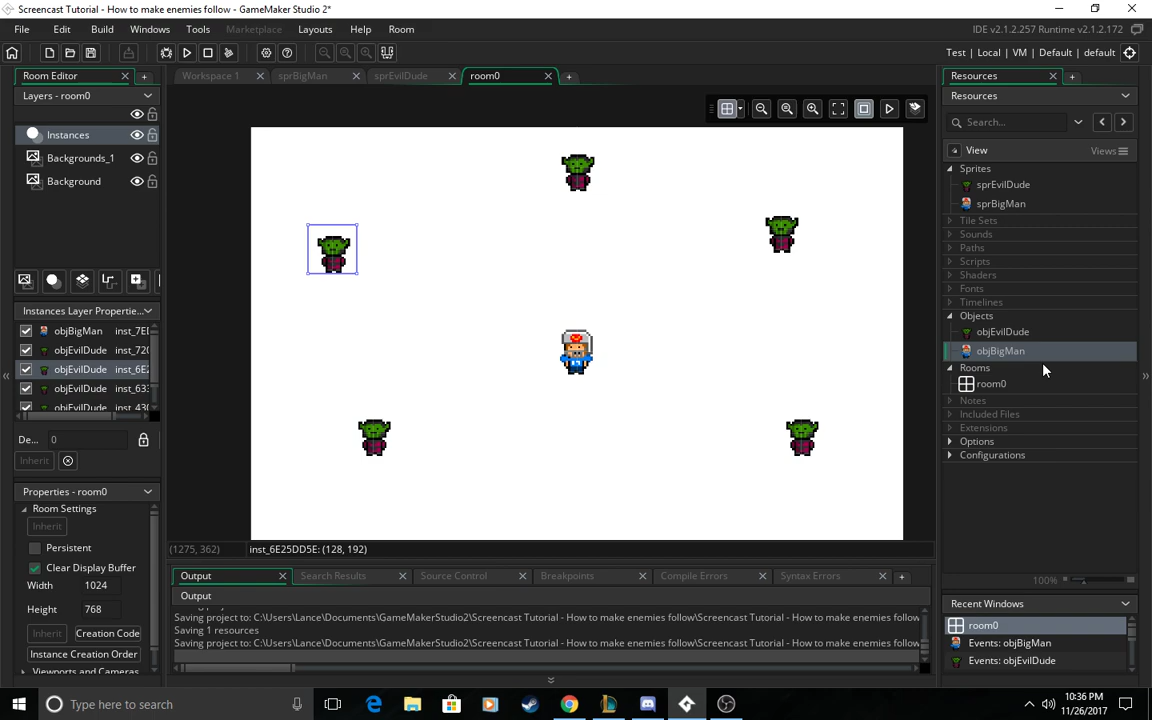 Screencast Tutorial - How to make enemies follow - GameMaker Studio 2*
File Edit Build Windows Tools Marketplace Layouts Help Room
IDE v2.1.2.257 Runtime v2.1.2.172
Test | Local | VM | Default | default
Room Editor
Workspace 1
sprBigMan
sprEvilDude
room0
Resources
Layers - room0
Resources
Search...
Instances
Backgrounds_1
Background
View
Views
Sprites
sprEvilDude
sprBigMan
Tile Sets
Sounds
Paths
Scripts
Shaders
Fonts
Timelines
Objects
objEvilDude
objBigMan
Rooms
room0
Notes
Included Files
Extensions
Options
Configurations
Instances Layer Propertie...
objBigMan inst_7E
objEvilDude inst_720
objEvilDude inst_6E2
objEvilDude inst_633
objEvilDude inst_430
De... 0
Inherit
Properties - room0
Room Settings
Inherit
Persistent
Clear Display Buffer
Width 1024
Height 768
Inherit Creation Code
Instance Creation Order
Viewports and Cameras
(1275, 362) inst_6E25DD5E: (128, 192)
Output
Search Results
Source Control
Breakpoints
Compile Errors
Syntax Errors
Output
Saving project to: C:\Users\Lance\Documents\GameMakerStudio2\Screencast Tutorial - How to make enemies follow\Screencast Tutorial - How to make enemies follow
Saving 1 resources
Saving project to: C:\Users\Lance\Documents\GameMakerStudio2\Screencast Tutorial - How to make enemies follow\Screencast Tutorial - How to make enemies follow
100%
Recent Windows
room0
Events: objBigMan
Events: objEvilDude
Type here to search
10:36 PM
11/26/2017